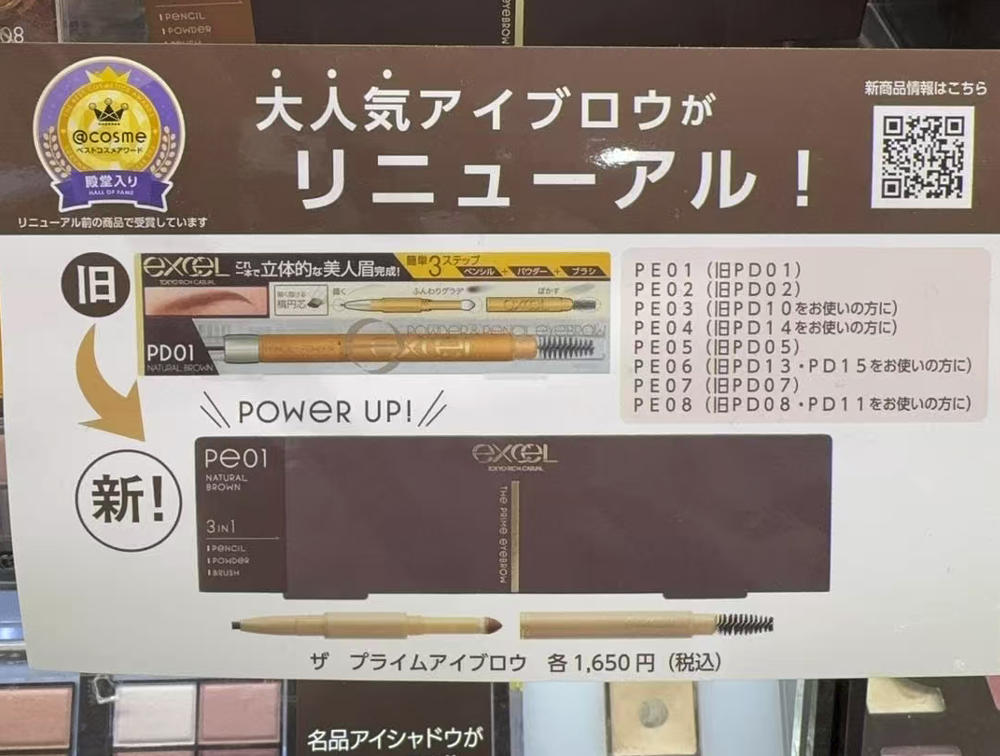 08
I PENCIL
I POWDER
I BRUSH
EYEBROW
@cosme
ベストコスメアワード
殿堂入り
HALL OF FAME
リニューアル前の商品で受賞しています
大人気アイブロウが
リニューアル!
新商品情報はこちら
旧
excel
TOKYO RICH CASUAL
これ一本で立体的な美人眉完成!
簡単3ステップ
ペンシル+パウダー+ブラシ
楕円芯
描く
ふんわりグラデ
ぼかす
POWDER & PENCIL EYEBROW
excel
PD01
NATURAL BROWN
PE01(旧PD01)
PE02(旧PD02)
PE03(旧PD10をお使いの方に)
PE04(旧PD14をお使いの方に)
PE05(旧PD05)
PE06(旧PD13・PD15をお使いの方に)
PE07(旧PD07)
PE08(旧PD08・PD11をお使いの方に)
\\ POWER UP! //
新!
PE01
NATURAL
BROWN
3IN1
I PENCIL
I POWDER
I BRUSH
excel
TOKYO RICH CASUAL
THE PRIME EYEBROW
ザ プライムアイブロウ 各1,650円(税込)
名品アイシャドウが